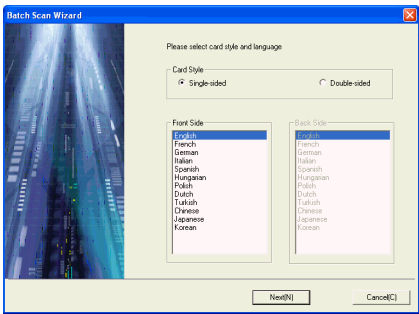 Batch Scan Wizard
Please select card style and language
Card Style
Single-sided
Double-sided
Front Side
English
French
German
Italian
Spanish
Hungarian
Polish
Dutch
Turkish
Chinese
Japanese
Korean
Back Side
English
French
German
Italian
Spanish
Hungarian
Polish
Dutch
Turkish
Chinese
Japanese
Korean
Next(N)
Cancel(C)